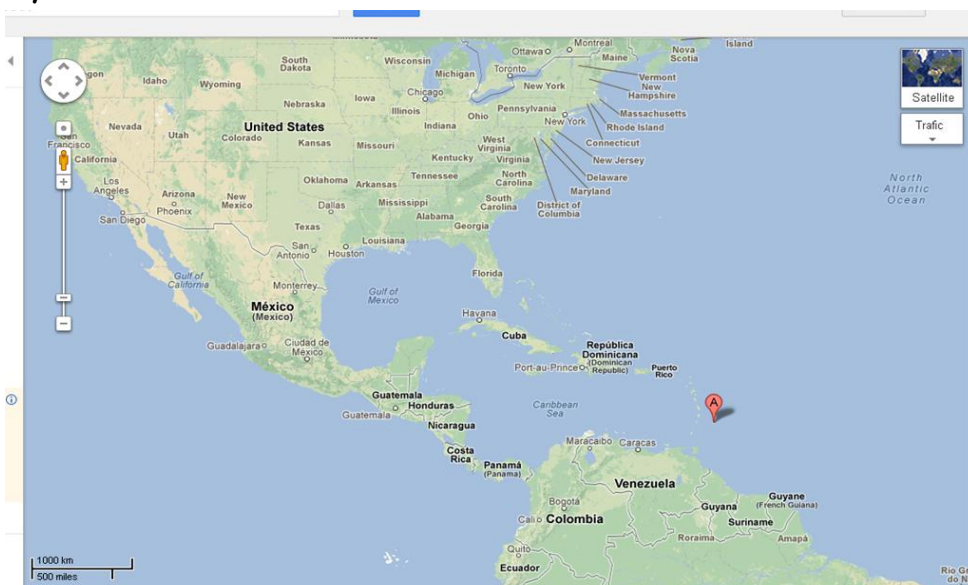 Ottawa
Montreal
Maine
Nova
Scotia
Island
South
Dakota
Wisconsin
Michigan
Toronto
Vermont
New
Hampshire
Idaho
Wyoming
Iowa
Chicago
New York
Massachusetts
Nebraska
Illinois
Ohio
Pennsylvania
Rhode Island
Satellite
Nevada
Utah
United States
Colorado
Kansas
Indiana
New York
Connecticut
Trafic
San
Francisco
California
Missouri
West
Virginia
Kentucky
Virginia
New Jersey
Los
Angeles
Arizona
Phoenix
New
Mexico
Oklahoma
Arkansas
Tennessee
North
Carolina
Delaware
Maryland
North
Atlantic
Ocean
San Diego
Dallas
Mississippi
South
Carolina
District of
Columbia
Texas
Alabama
Georgia
San
Antonio
Houston
Louisiana
Gulf of
California
Monterrey
Gulf of
Mexico
Florida
México
(Mexico)
Havana
Cuba
Guadalajara
Ciudad de
México
República
Dominicana
(Dominican
Republic)
Port-au-Prince
Puerto
Rico
Guatemala
Honduras
Guatemala
Nicaragua
Caribbean
Sea
A
Costa
Rica
Panamá
(Panama)
Maracaibo
Caracas
Venezuela
Bogotá
Cali
Colombia
Guyana
Guyane
(French Guiana)
Suriname
Roraima
Amapá
Quito
Ecuador
1000 km
500 miles